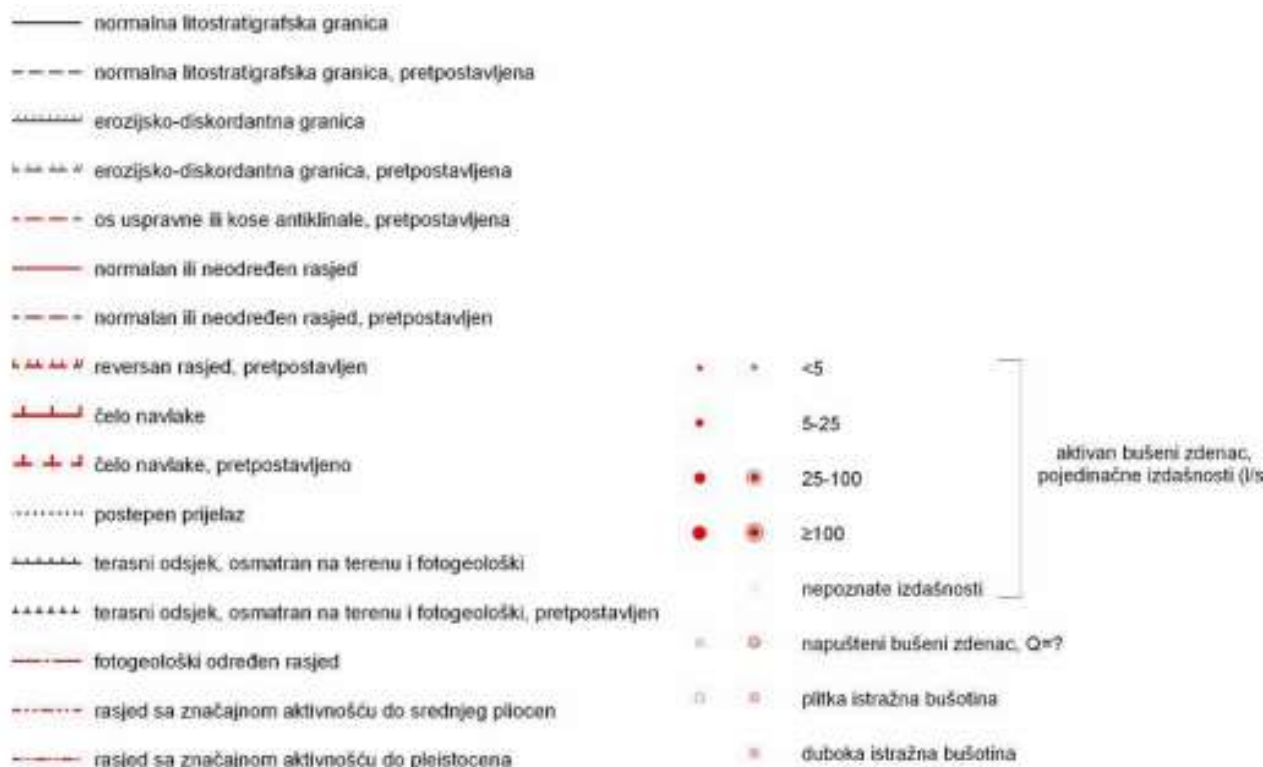 normalna litostratigrafska granica
normalna litostratigrafska granica, pretpostavljena
erozijsko-diskordantna granica
erozijsko-diskordantna granica, pretpostavljena
os uspravne ili kose antiklinale, pretpostavljena
normalan ili neodređen rasjed
normalan ili neodređen rasjed, pretpostavljen
reversan rasjed, pretpostavljen
čelo navlake
čelo navlake, pretpostavljeno
postepen prijelaz
terasni odsjek, osmatran na terenu i fotogeološki
terasni odsjek, osmatran na terenu i fotogeološki, pretpostavljen
fotogeološki određen rasjed
rasjed sa značajnom aktivnošću do srednjeg pliocen
rasjed sa značajnom aktivnošću do pleistocena
<5
5-25
25-100
≥100
nepoznate izdašnosti
aktivan bušeni zdenac,
pojedinačne izdašnosti (l/s
napušteni bušeni zdenac, Q=?
plitka istražna bušotina
duboka istražna bušotina